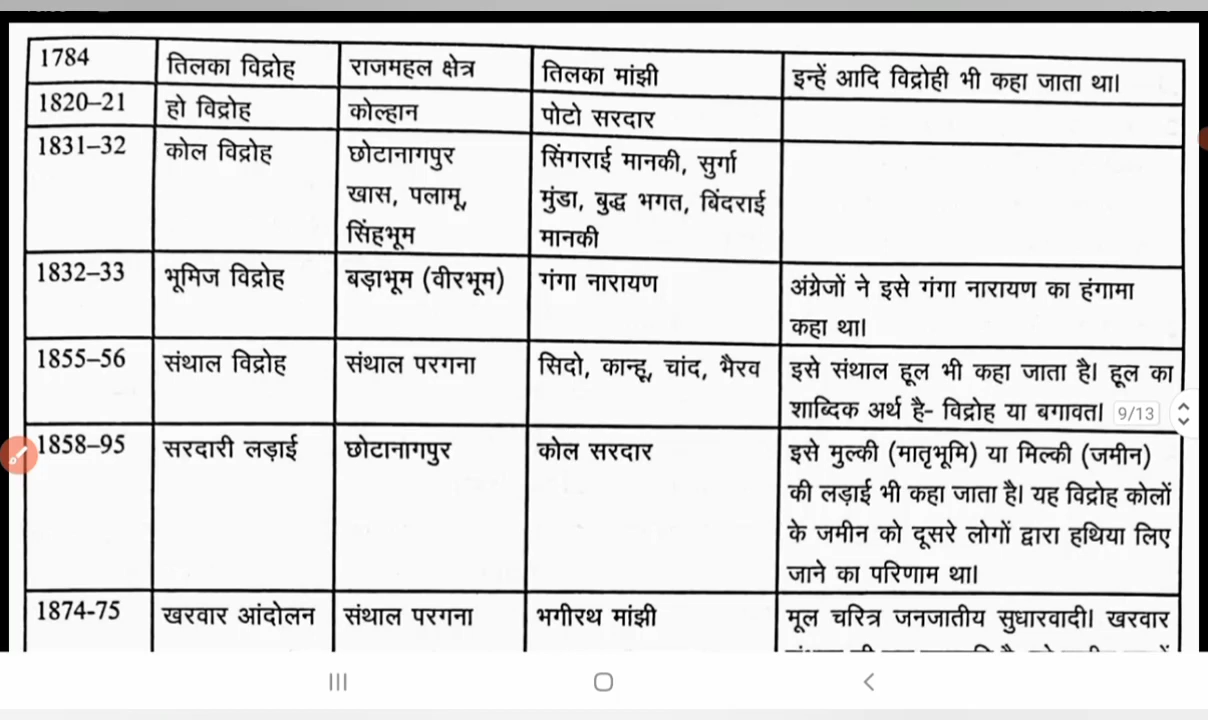 1784 तिलका विद्रोह राजमहल क्षेत्र तिलका मांझी इन्हें आदि विद्रोही भी कहा जाता था।
1820–21 हो विद्रोह कोल्हान पोटो सरदार
1831–32 कोल विद्रोह छोटानागपुर सिंगराई मानकी, सुर्गा
खास, पलामू, मुंडा, बुद्ध भगत, बिंदराई
सिंहभूम मानकी
1832–33 भूमिज विद्रोह बड़ाभूम (वीरभूम) गंगा नारायण अंग्रेजों ने इसे गंगा नारायण का हंगामा
कहा था।
1855–56 संथाल विद्रोह संथाल परगना सिदो, कान्हू, चांद, भैरव इसे संथाल हूल भी कहा जाता है। हूल का
शाब्दिक अर्थ है- विद्रोह या बगावत। 9/13
1858–95 सरदारी लड़ाई छोटानागपुर कोल सरदार इसे मुल्की (मातृभूमि) या मिल्की (जमीन)
की लड़ाई भी कहा जाता है। यह विद्रोह कोलों
के जमीन को दूसरे लोगों द्वारा हथिया लिए
जाने का परिणाम था।
1874-75 खरवार आंदोलन संथाल परगना भगीरथ मांझी मूल चरित्र जनजातीय सुधारवादी। खरवार